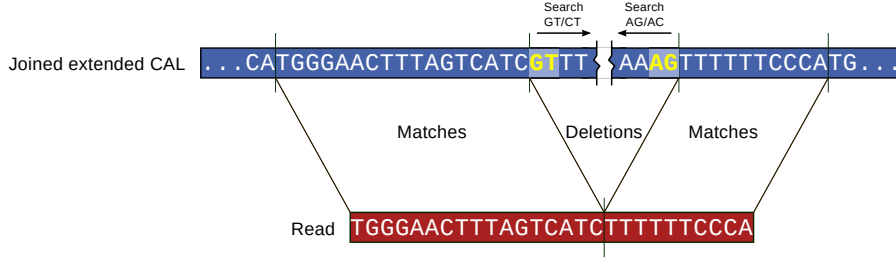 Search Search
GT/CT AG/AC
Joined extended CAL ...CATGGGAACTTTAGTCATCGTTT AAAGTTTTTTCCCATG...
Matches Deletions Matches
Read TGGGAACTTTAGTCATCTTTTTTCCCA